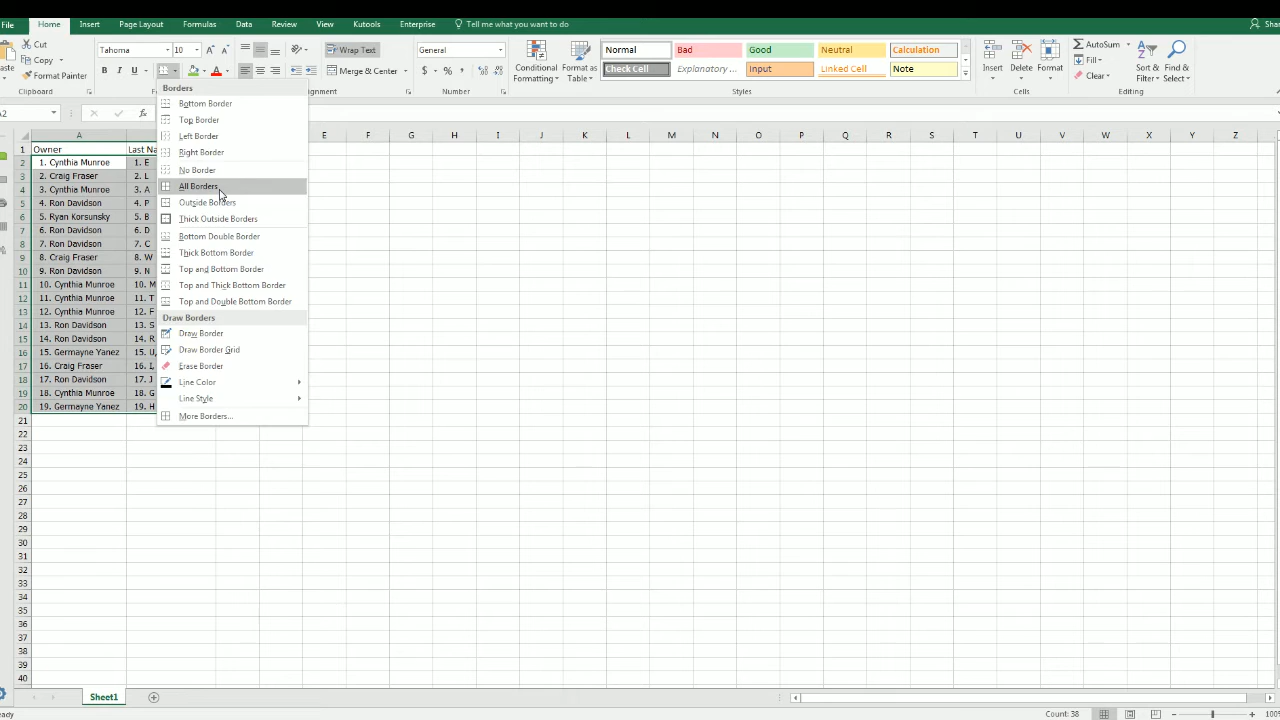 File Home Insert Page Layout Formulas Data Review View Kutools Enterprise Tell me what you want to do
Cut
Copy
Format Painter
Clipboard
Tahoma 10
B I U
Wrap Text
Merge & Center
General
$ % ,
Number
Conditional Formatting
Format as Table
Normal Bad Good Neutral Calculation
Check Cell Explanatory ... Input Linked Cell Note
Styles
Insert Delete Format
Cells
AutoSum
Fill
Clear
Sort & Filter
Find & Select
Editing
fx
Borders
Bottom Border
Top Border
Left Border
Right Border
No Border
All Borders
Outside Borders
Thick Outside Borders
Bottom Double Border
Thick Bottom Border
Top and Bottom Border
Top and Thick Bottom Border
Top and Double Bottom Border
Draw Borders
Draw Border
Draw Border Grid
Erase Border
Line Color
Line Style
More Borders...
A E F G H I J K L M N O P Q R S T U V W X Y Z
1 Owner Last Na
2 1. Cynthia Munroe 1. E
3 2. Craig Fraser 2. L
4 3. Cynthia Munroe 3. A
5 4. Ron Davidson 4. P
6 5. Ryan Korsunsky 5. B
7 6. Ron Davidson 6. D
8 7. Ron Davidson 7. C
9 8. Craig Fraser 8. W
10 9. Ron Davidson 9. N
11 10. Cynthia Munroe 10. M
12 11. Cynthia Munroe 11. T
13 12. Cynthia Munroe 12. F
14 13. Ron Davidson 13. S
15 14. Ron Davidson 14. R
16 15. Germayne Yanez 15. U,
17 16. Craig Fraser 16. I,
18 17. Ron Davidson 17. J
19 18. Cynthia Munroe 18. G
20 19. Germayne Yanez 19. H
21
22
23
24
25
26
27
28
29
30
31
32
33
34
35
36
37
38
39
40
Sheet1
Count: 38